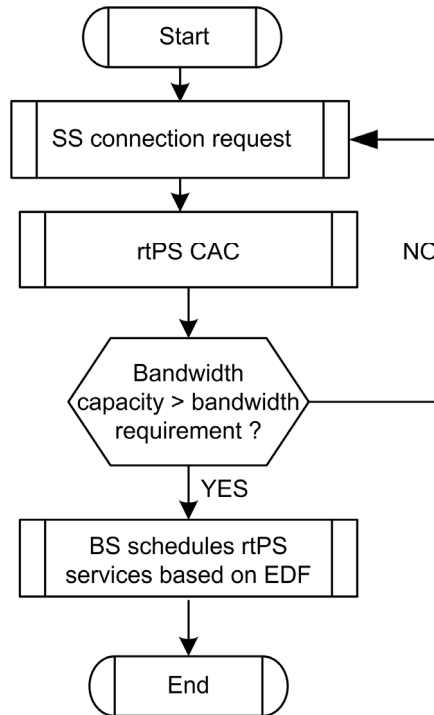 Start
SS connection request
rtPS CAC
NO
Bandwidth
capacity > bandwidth
requirement ?
YES
BS schedules rtPS
services based on EDF
End